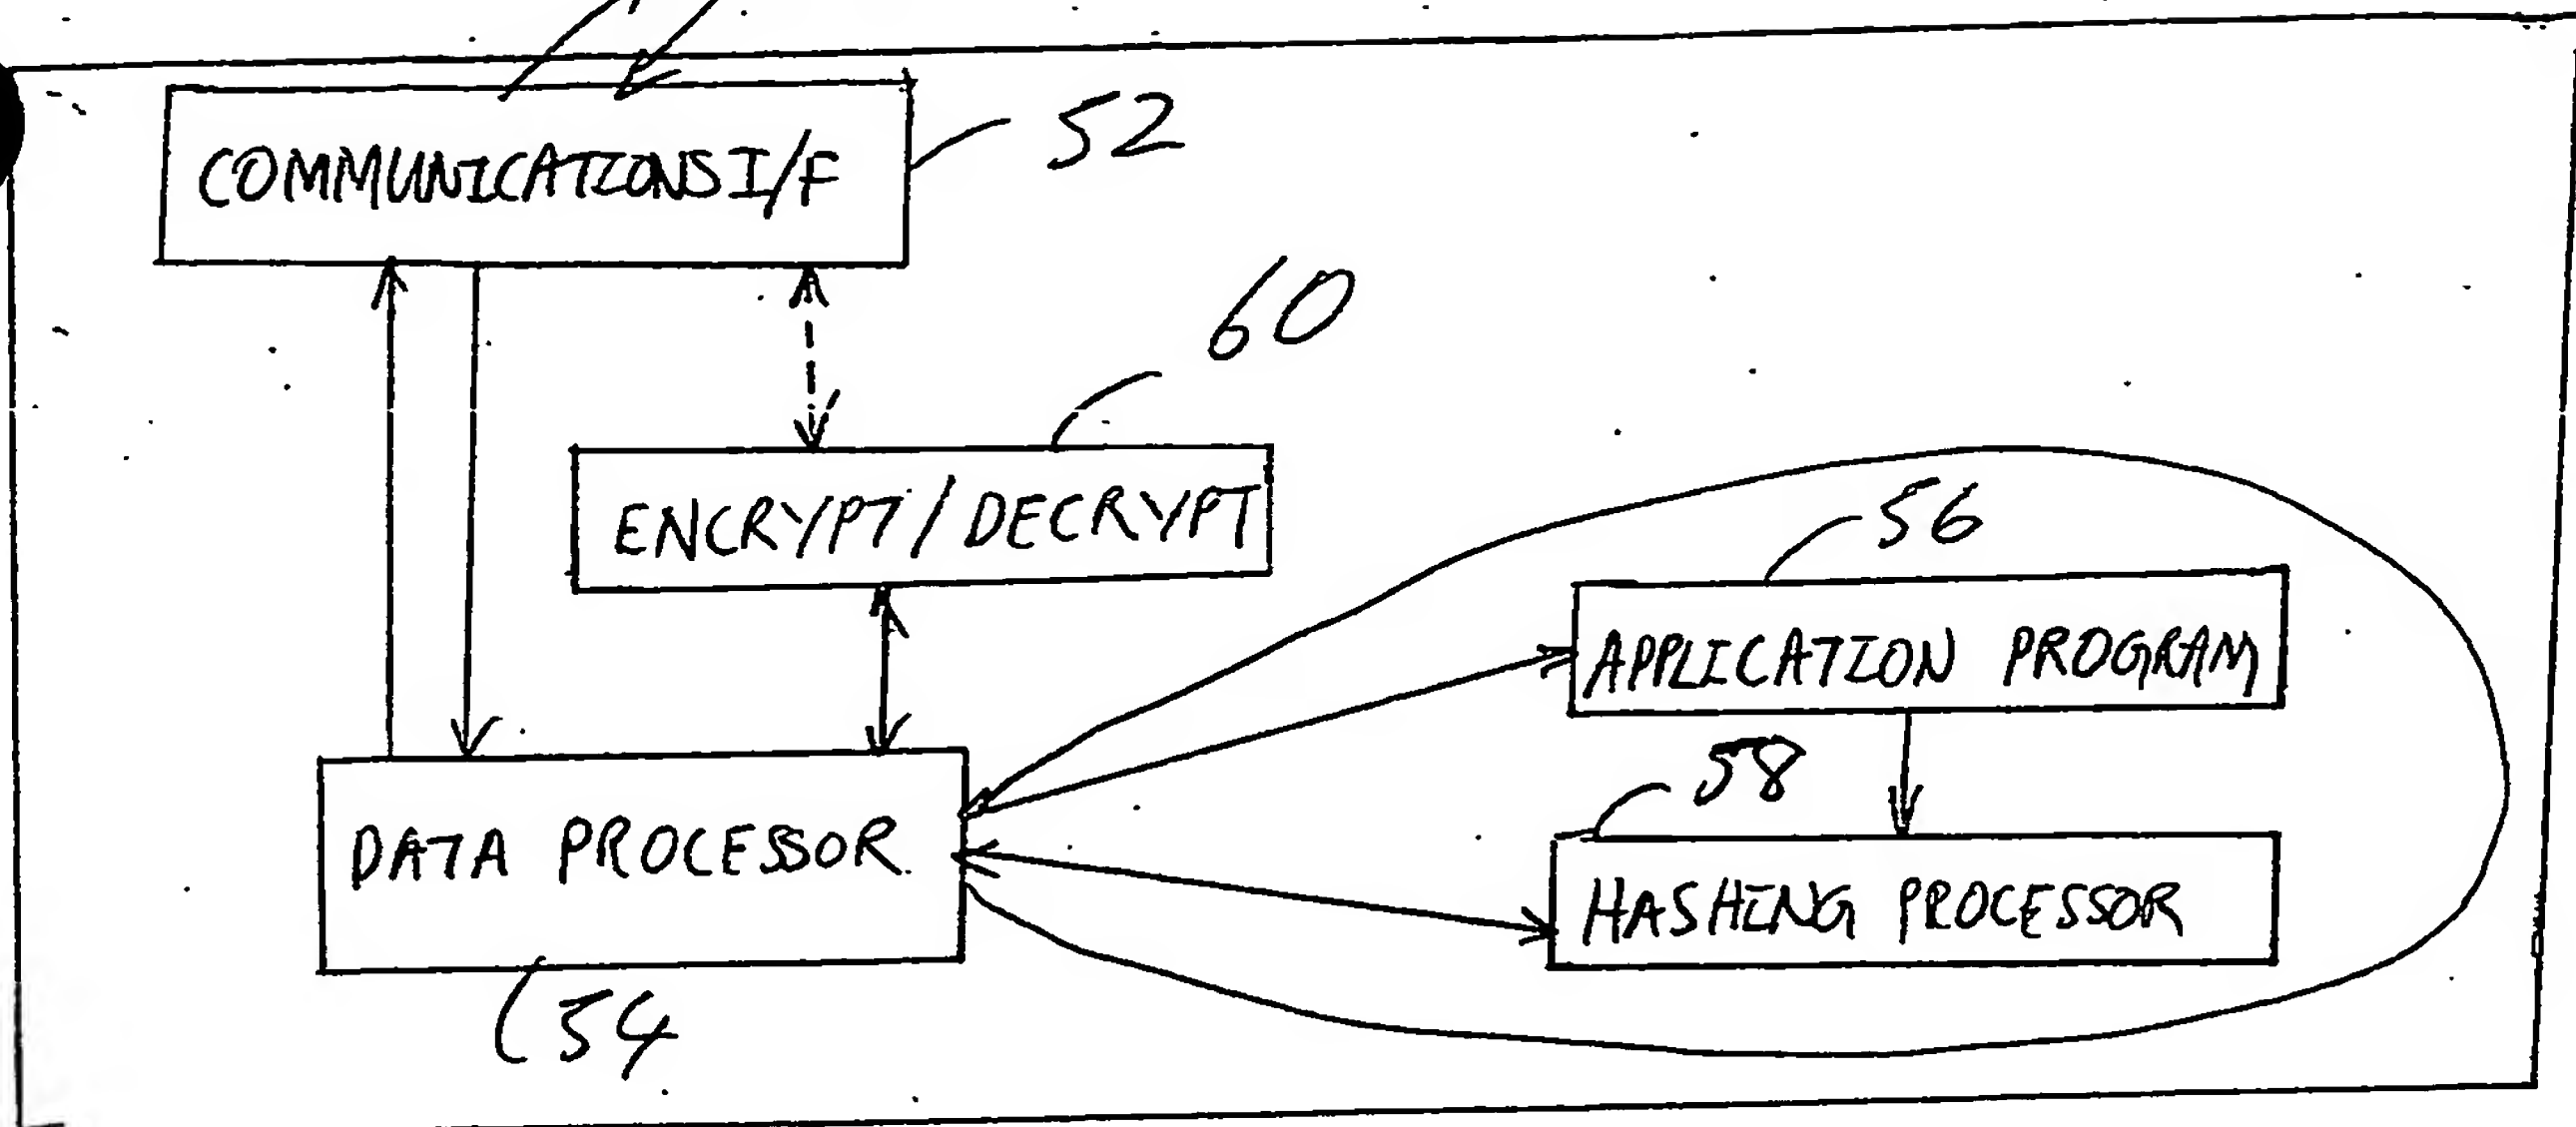 COMMUNICATIONS I/F
52
60
ENCRYPT/DECRYPT
56
APPLICATION PROGRAM
58
DATA PROCESSOR
HASHING PROCESSOR
54